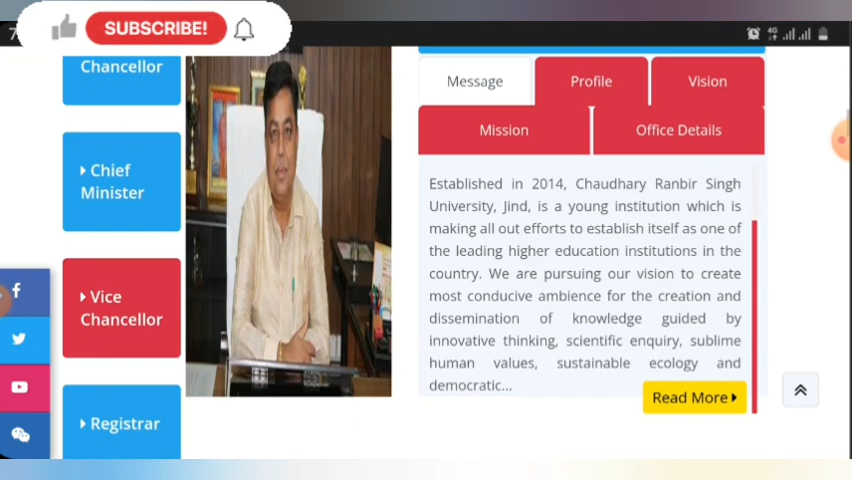 SUBSCRIBE!
7
4G
Chancellor
Chief
Minister
Vice
Chancellor
Registrar
Message
Profile
Vision
Mission
Office Details
Established in 2014, Chaudhary Ranbir Singh
University, Jind, is a young institution which is
making all out efforts to establish itself as one of
the leading higher education institutions in the
country. We are pursuing our vision to create
most conducive ambience for the creation and
dissemination of knowledge guided by
innovative thinking, scientific enquiry, sublime
human values, sustainable ecology and
democratic...
Read More